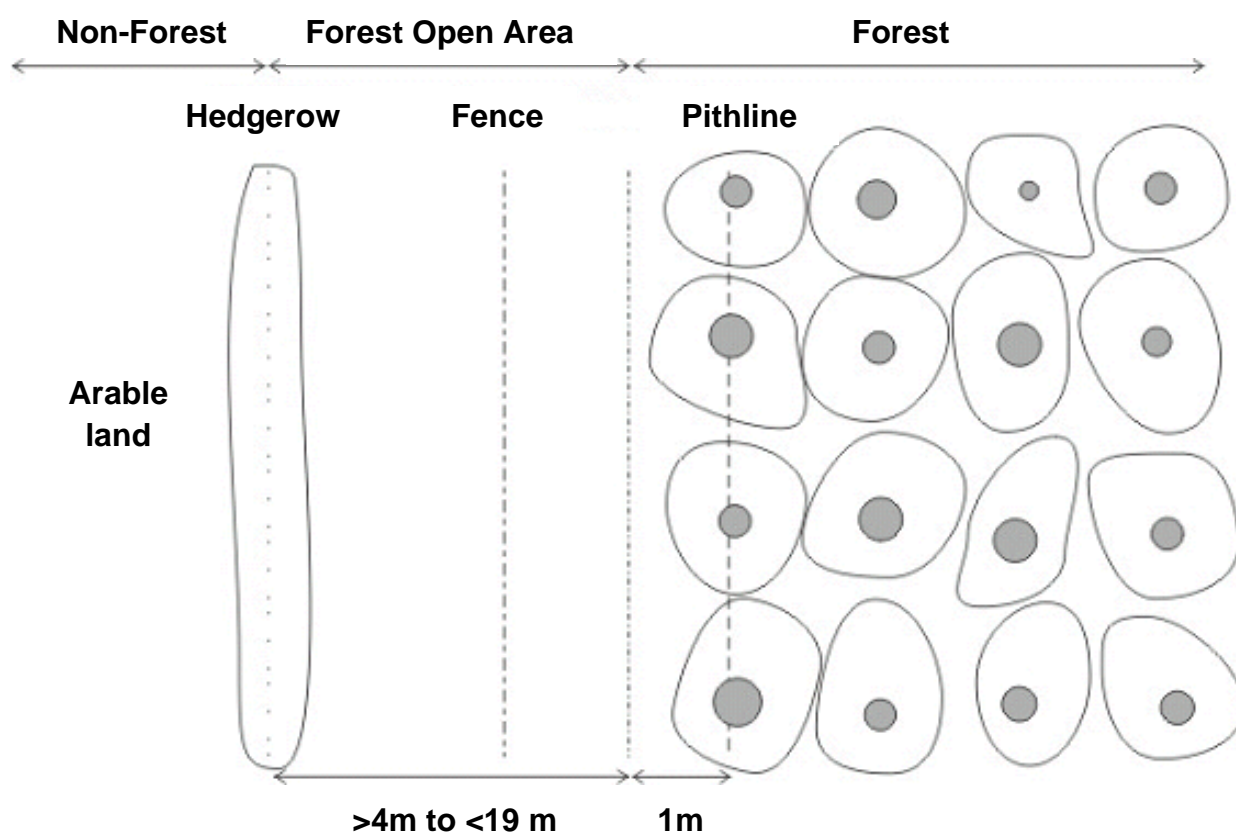 Non-Forest Forest Open Area Forest
Hedgerow Fence Pithline
Arable
land
>4m to <19 m 1m